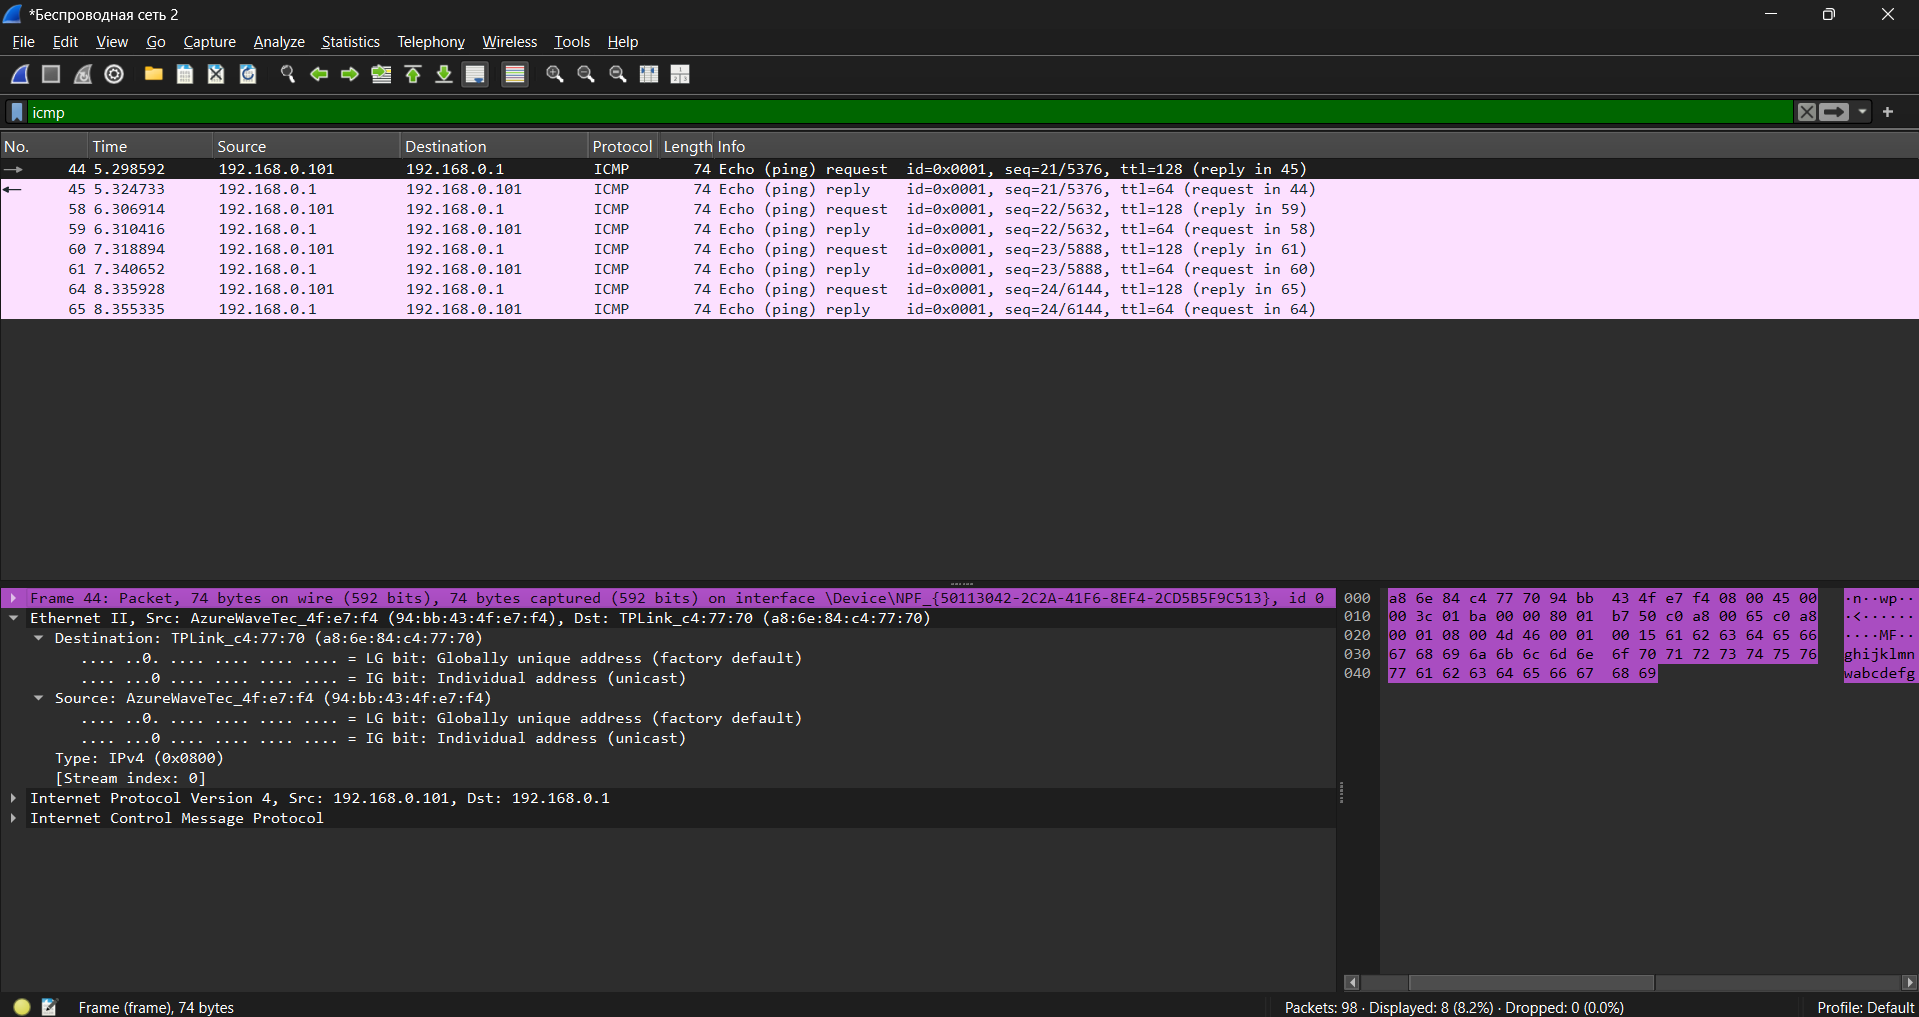 *Беспроводная сеть 2
File Edit View Go Capture Analyze Statistics Telephony Wireless Tools Help
icmp
No. Time Source Destination Protocol Length Info
44 5.298592 192.168.0.101 192.168.0.1 ICMP 74 Echo (ping) request id=0x0001, seq=21/5376, ttl=128 (reply in 45)
45 5.324733 192.168.0.1 192.168.0.101 ICMP 74 Echo (ping) reply id=0x0001, seq=21/5376, ttl=64 (request in 44)
58 6.306914 192.168.0.101 192.168.0.1 ICMP 74 Echo (ping) request id=0x0001, seq=22/5632, ttl=128 (reply in 59)
59 6.310416 192.168.0.1 192.168.0.101 ICMP 74 Echo (ping) reply id=0x0001, seq=22/5632, ttl=64 (request in 58)
60 7.318894 192.168.0.101 192.168.0.1 ICMP 74 Echo (ping) request id=0x0001, seq=23/5888, ttl=128 (reply in 61)
61 7.340652 192.168.0.1 192.168.0.101 ICMP 74 Echo (ping) reply id=0x0001, seq=23/5888, ttl=64 (request in 60)
64 8.335928 192.168.0.101 192.168.0.1 ICMP 74 Echo (ping) request id=0x0001, seq=24/6144, ttl=128 (reply in 65)
65 8.355335 192.168.0.1 192.168.0.101 ICMP 74 Echo (ping) reply id=0x0001, seq=24/6144, ttl=64 (request in 64)
Frame 44: Packet, 74 bytes on wire (592 bits), 74 bytes captured (592 bits) on interface \Device\NPF_{50113042-2C2A-41F6-8EF4-2CD5B5F9C513}, id 0
Ethernet II, Src: AzureWaveTec_4f:e7:f4 (94:bb:43:4f:e7:f4), Dst: TPLink_c4:77:70 (a8:6e:84:c4:77:70)
Destination: TPLink_c4:77:70 (a8:6e:84:c4:77:70)
.... ..0. .... .... .... .... = LG bit: Globally unique address (factory default)
.... ...0 .... .... .... .... = IG bit: Individual address (unicast)
Source: AzureWaveTec_4f:e7:f4 (94:bb:43:4f:e7:f4)
.... ..0. .... .... .... .... = LG bit: Globally unique address (factory default)
.... ...0 .... .... .... .... = IG bit: Individual address (unicast)
Type: IPv4 (0x0800)
[Stream index: 0]
Internet Protocol Version 4, Src: 192.168.0.101, Dst: 192.168.0.1
Internet Control Message Protocol
000 a8 6e 84 c4 77 70 94 bb 43 4f e7 f4 08 00 45 00 ·n··wp··
010 00 3c 01 ba 00 00 80 01 b7 50 c0 a8 00 65 c0 a8 ·<······
020 00 01 08 00 4d 46 00 01 00 15 61 62 63 64 65 66 ····MF··
030 67 68 69 6a 6b 6c 6d 6e 6f 70 71 72 73 74 75 76 ghijklmn
040 77 61 62 63 64 65 66 67 68 69 wabcdefg
Frame (frame), 74 bytes
Packets: 98 · Displayed: 8 (8.2%) · Dropped: 0 (0.0%)
Profile: Default